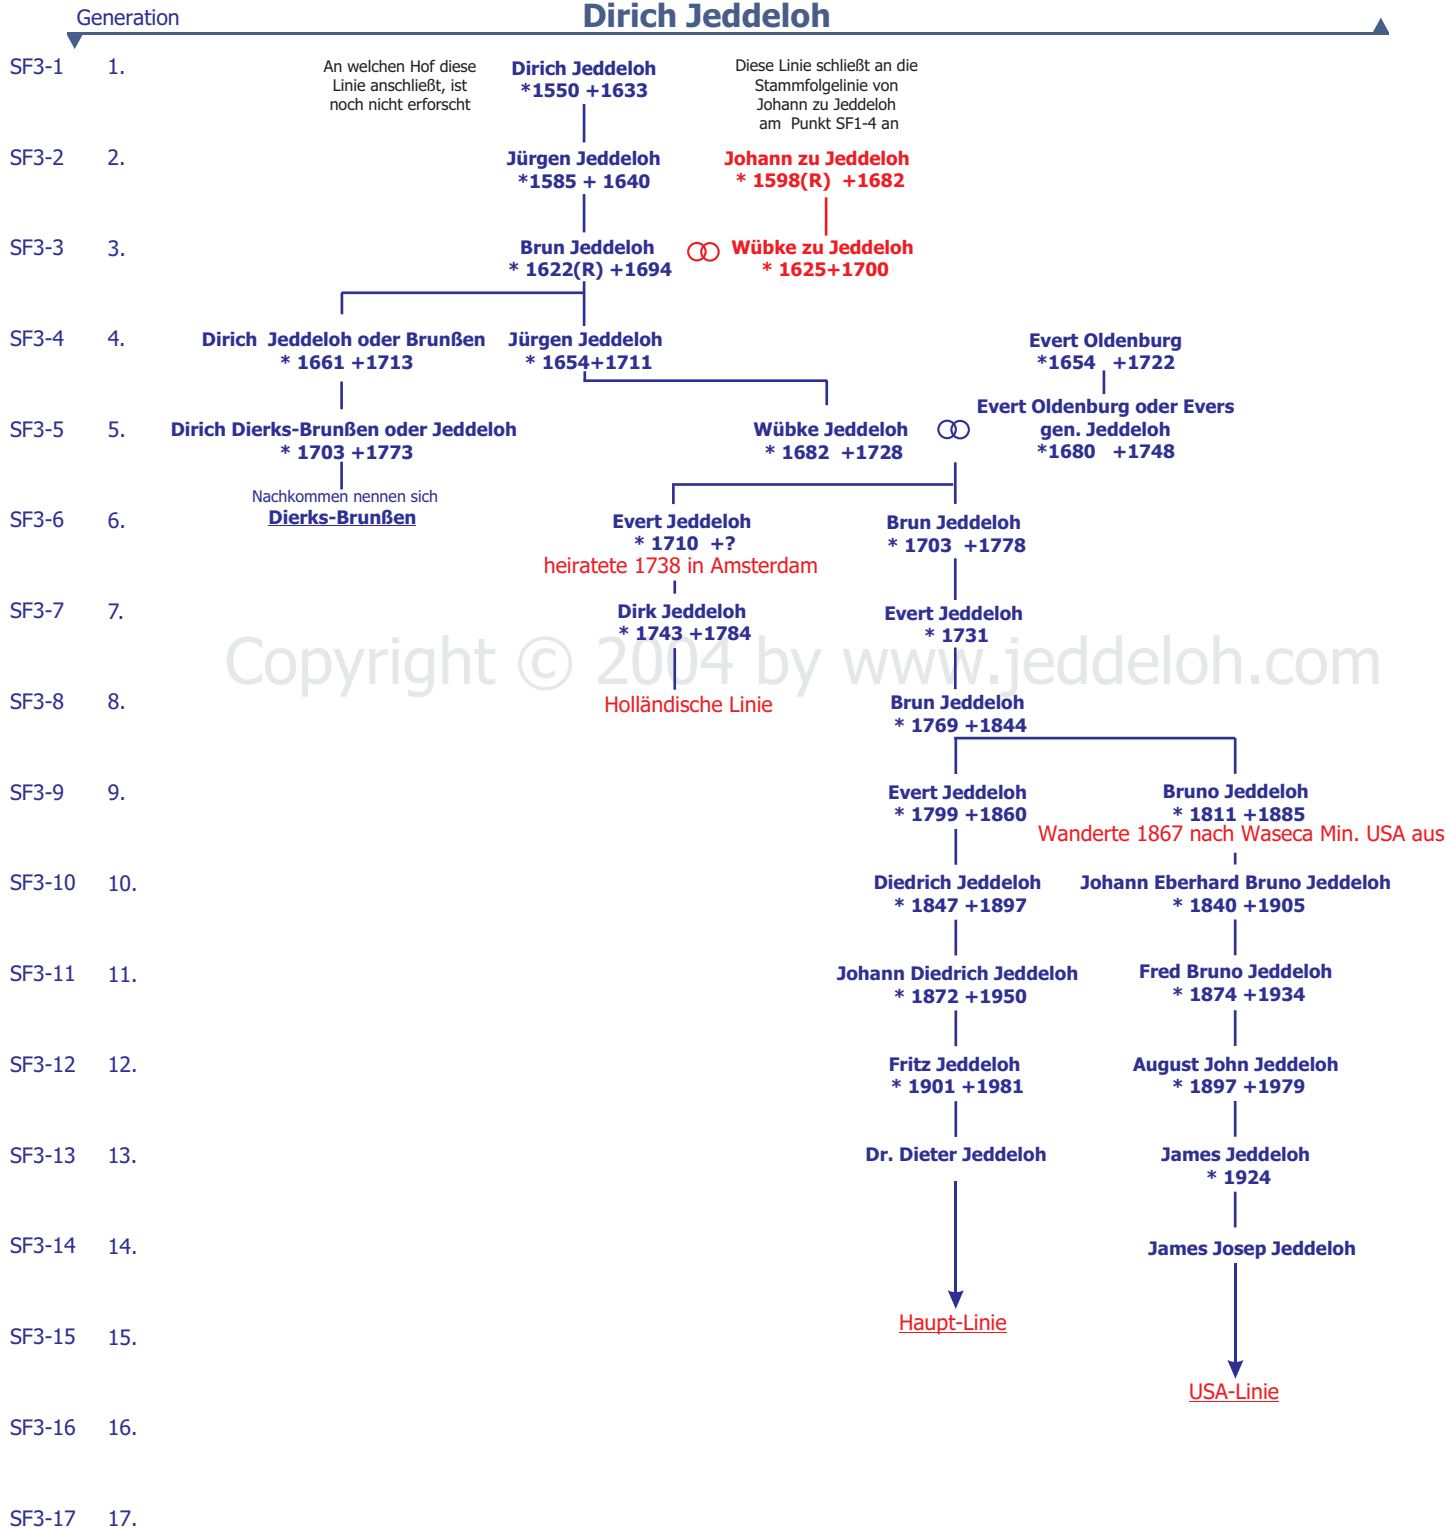 Dirich Jeddeloh
Generation
SF3-1 1.
An welchen Hof diese
Linie anschließt, ist
noch nicht erforscht
Dirich Jeddeloh
*1550 +1633
Diese Linie schließt an die
Stammfolgelinie von
Johann zu Jeddeloh
am Punkt SF1-4 an
SF3-2 2.
Jürgen Jeddeloh
*1585 + 1640
Johann zu Jeddeloh
* 1598(R) +1682
SF3-3 3.
Brun Jeddeloh
* 1622(R) +1694
Wübke zu Jeddeloh
* 1625+1700
SF3-4 4.
Dirich Jeddeloh oder Brunßen
* 1661 +1713
Jürgen Jeddeloh
* 1654+1711
Evert Oldenburg
*1654 +1722
SF3-5 5.
Dirich Dierks-Brunßen oder Jeddeloh
* 1703 +1773
Wübke Jeddeloh
* 1682 +1728
Evert Oldenburg oder Evers
gen. Jeddeloh
*1680 +1748
Nachkommen nennen sich
Dierks-Brunßen
SF3-6 6.
Evert Jeddeloh
* 1710 +?
heiratete 1738 in Amsterdam
Brun Jeddeloh
* 1703 +1778
SF3-7 7.
Dirk Jeddeloh
* 1743 +1784
Evert Jeddeloh
* 1731
Copyright © 2004 by www.jeddeloh.com
SF3-8 8.
Holländische Linie
Brun Jeddeloh
* 1769 +1844
SF3-9 9.
Evert Jeddeloh
* 1799 +1860
Bruno Jeddeloh
* 1811 +1885
Wanderte 1867 nach Waseca Min. USA aus
SF3-10 10.
Diedrich Jeddeloh
* 1847 +1897
Johann Eberhard Bruno Jeddeloh
* 1840 +1905
SF3-11 11.
Johann Diedrich Jeddeloh
* 1872 +1950
Fred Bruno Jeddeloh
* 1874 +1934
SF3-12 12.
Fritz Jeddeloh
* 1901 +1981
August John Jeddeloh
* 1897 +1979
SF3-13 13.
Dr. Dieter Jeddeloh
James Jeddeloh
* 1924
SF3-14 14.
James Josep Jeddeloh
Haupt-Linie
SF3-15 15.
USA-Linie
SF3-16 16.
SF3-17 17.